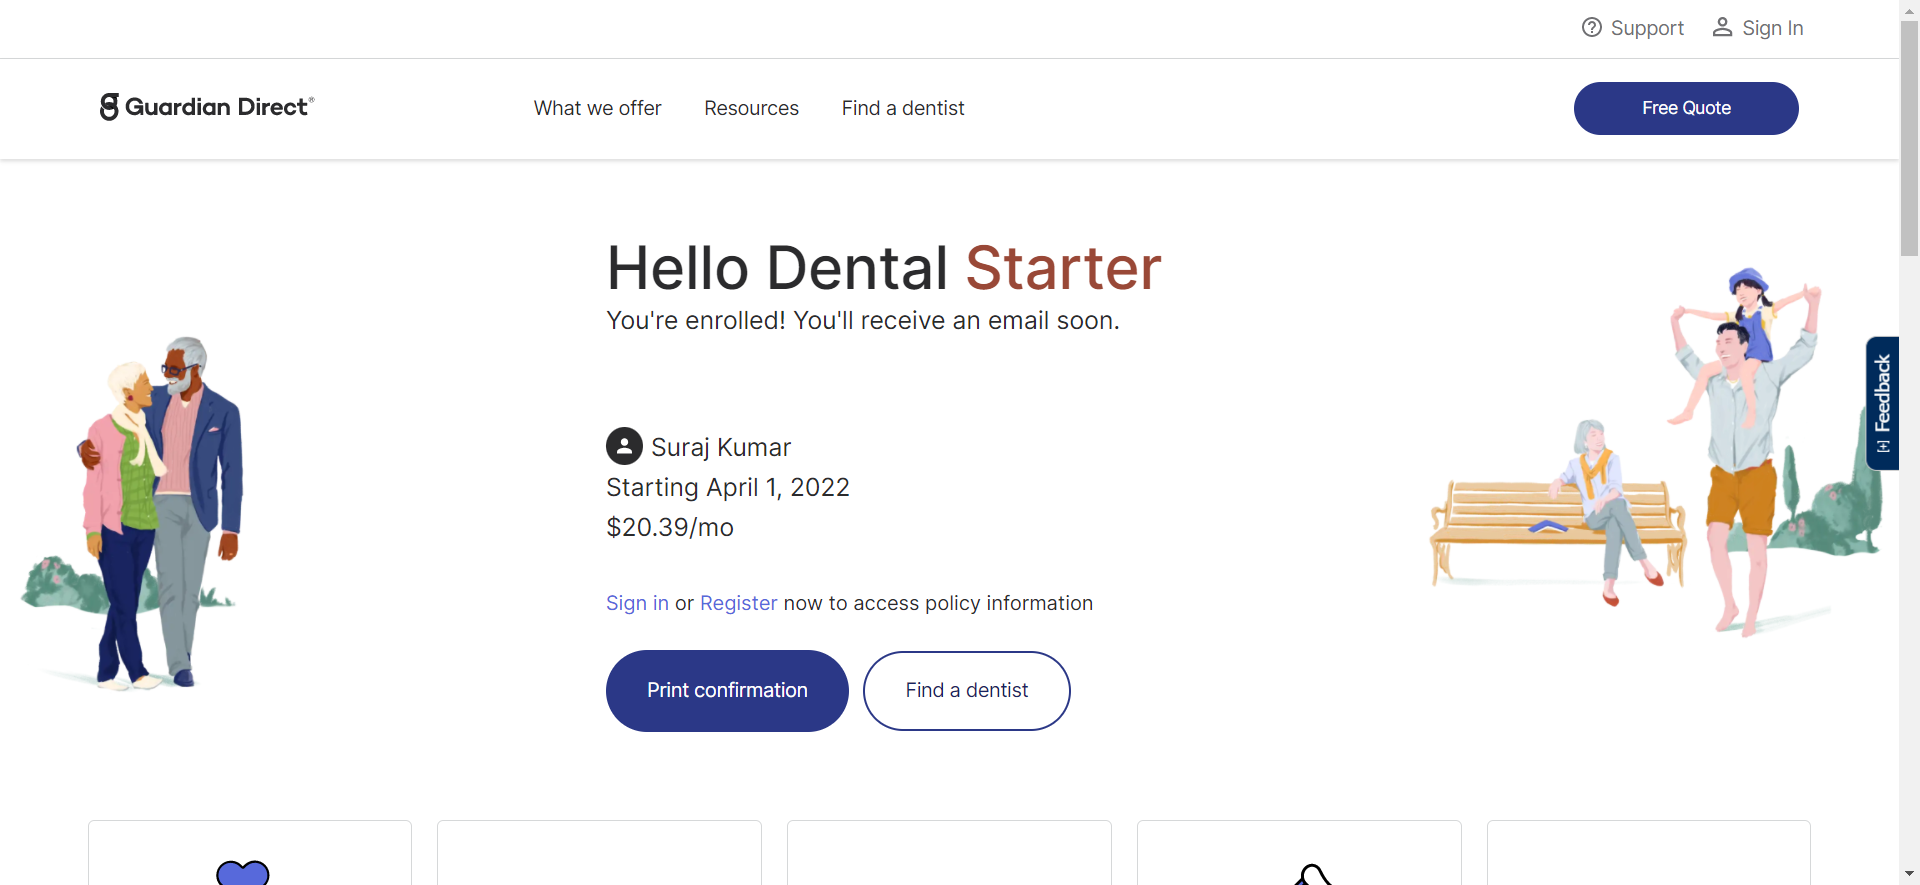 Support Sign In
Guardian Direct® What we offer Resources Find a dentist Free Quote
Hello Dental Starter
You're enrolled! You'll receive an email soon.
Suraj Kumar
Starting April 1, 2022
$20.39/mo
Sign in or Register now to access policy information
Print confirmation Find a dentist
[+] Feedback